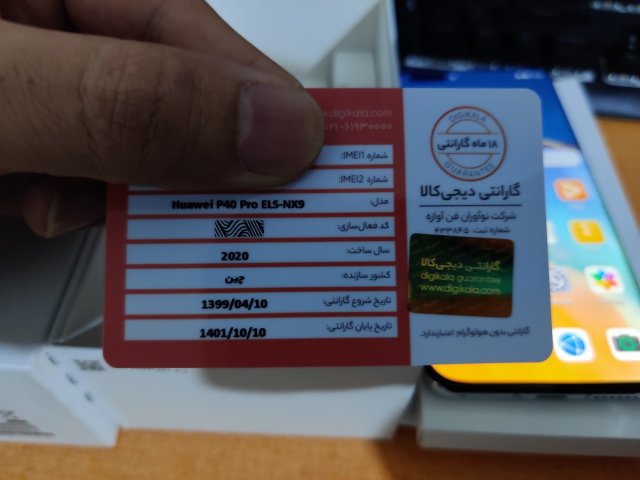 digikala.com
۰۲۱-۶۱۹۳۰۰۰۰
شماره IMEI1:
شماره IMEI2:
مدل: Huawei P40 Pro ELS-NX9
کد فعال‌سازی:
سال ساخت: 2020
کشور سازنده: چین
تاریخ شروع گارانتی: 1399/04/10
تاریخ پایان گارانتی: 1401/10/10
DIGIKALA
۱۸ ماه گارانتی
GUARANTEE
گارانتی دیجی‌کالا
شرکت نوآوران فن آوازه
شماره ثبت: ۴۳۳۸۴۵
گارانتی دیجی‌کالا
digikala guarantee
www.digikala.com
گارانتی بدون هولوگرام اعتبار ندارد.